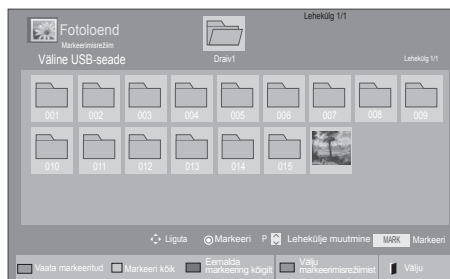 Lehekülg 1/1
Fotoloend
Markeerimisrežiim
Väline USB-seade
Draiv1
Lehekülg 1/1
001 002 003 004 005 006 007 008 009
010 011 012 013 014 015
Liiguta Markeeri P Lehekülje muutmine MARK Markeeri
Vaata markeeritud Markeeri kõik Eemalda markeering kõigilt Välju markeerimisrežiimist Välju